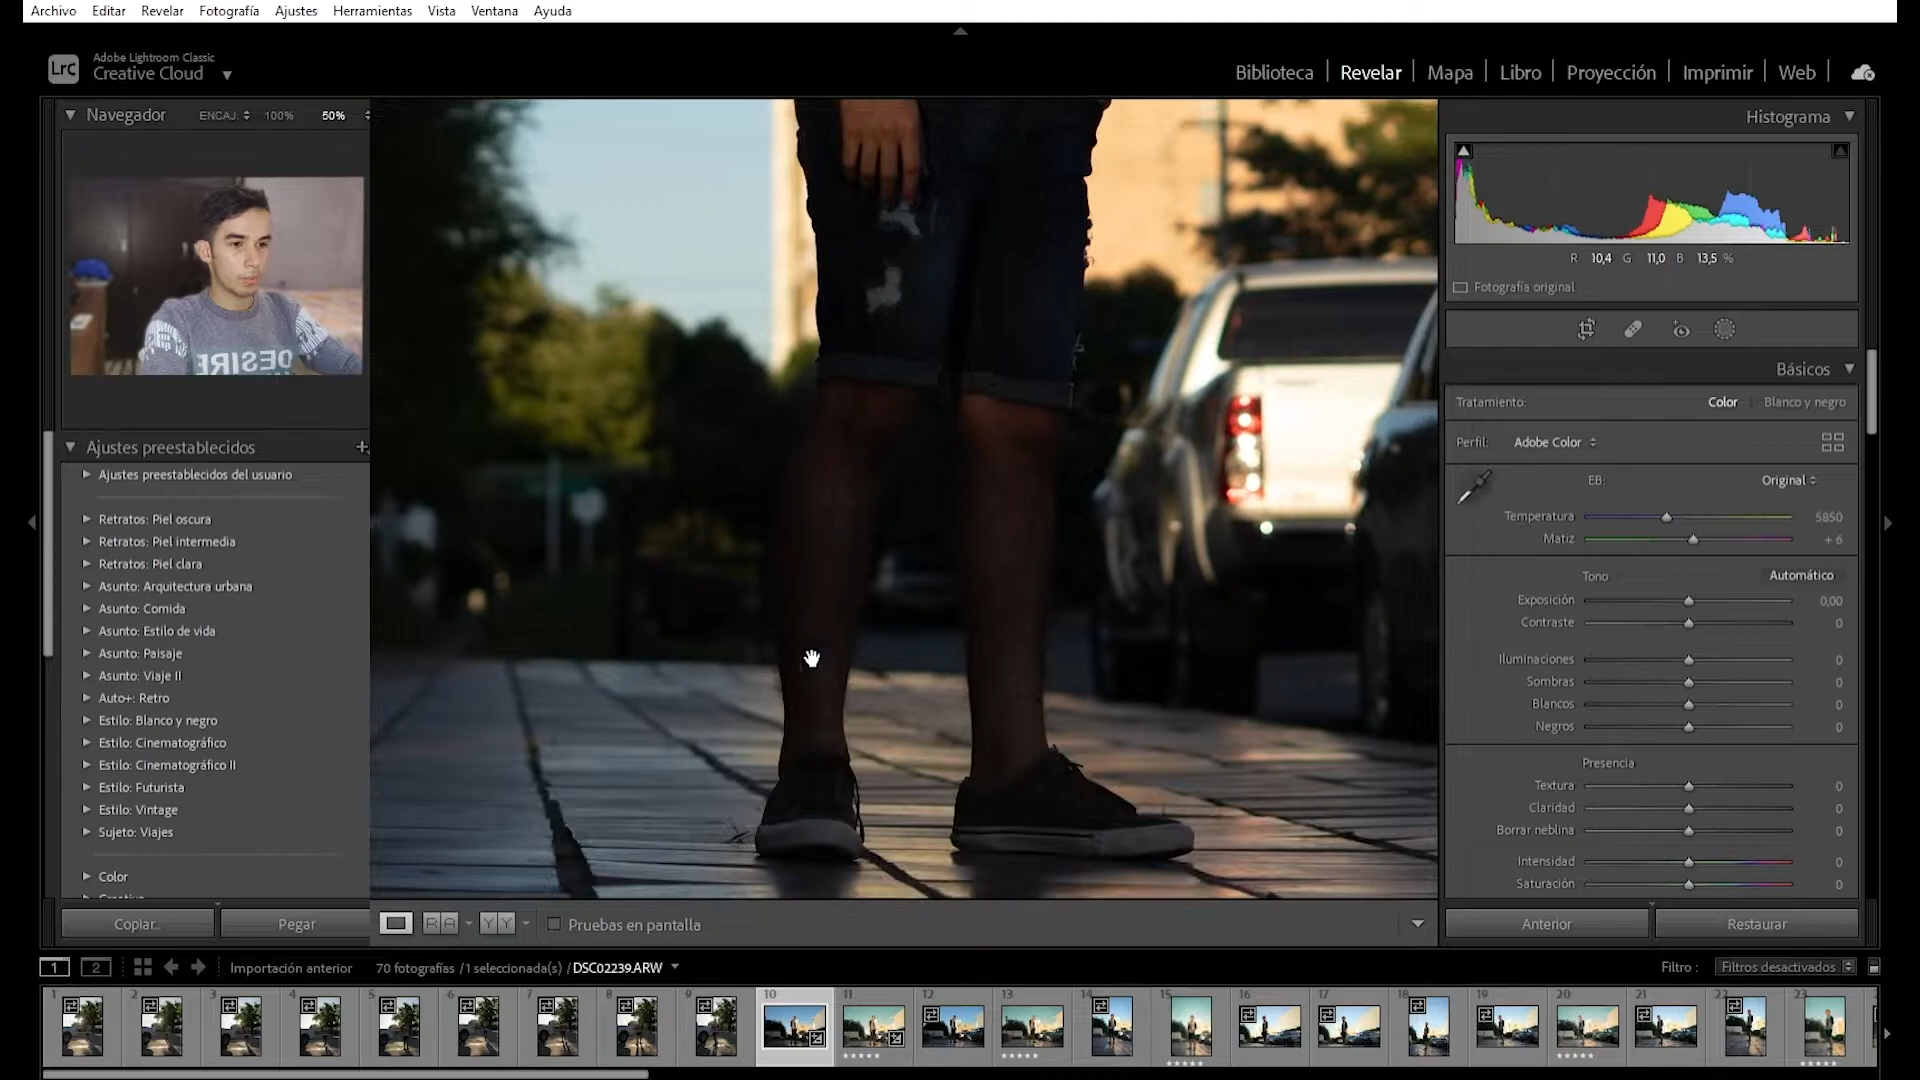 Archivo Editar Revelar Fotografía Ajustes Herramientas Vista Ventana Ayuda
LrC Adobe Lightroom Classic
Creative Cloud
Biblioteca Revelar Mapa Libro Proyección Imprimir Web
Navegador ENCAJ. 100% 50%
DESIRE
Ajustes preestablecidos +
Ajustes preestablecidos del usuario
Retratos: Piel oscura
Retratos: Piel intermedia
Retratos: Piel clara
Asunto: Arquitectura urbana
Asunto: Comida
Asunto: Estilo de vida
Asunto: Paisaje
Asunto: Viaje II
Auto+: Retro
Estilo: Blanco y negro
Estilo: Cinematográfico
Estilo: Cinematográfico II
Estilo: Futurista
Estilo: Vintage
Sujeto: Viajes
Color
Copiar... Pegar
R A Y Y Pruebas en pantalla
Histograma
R 10,4 G 11,0 B 13,5 %
Fotografía original
Básicos
Tratamiento: Color Blanco y negro
Perfil: Adobe Color
EB: Original
Temperatura 5850
Matiz + 6
Tono Automático
Exposición 0,00
Contraste 0
Iluminaciones 0
Sombras 0
Blancos 0
Negros 0
Presencia
Textura 0
Claridad 0
Borrar neblina 0
Intensidad 0
Saturación 0
Anterior Restaurar
1 2 Importación anterior 70 fotografías /1 seleccionada(s) /DSC02239.ARW Filtro : Filtros desactivados
1 2 3 4 5 6 7 8 9 10 11 12 13 14 15 16 17 18 19 20 21 22 23